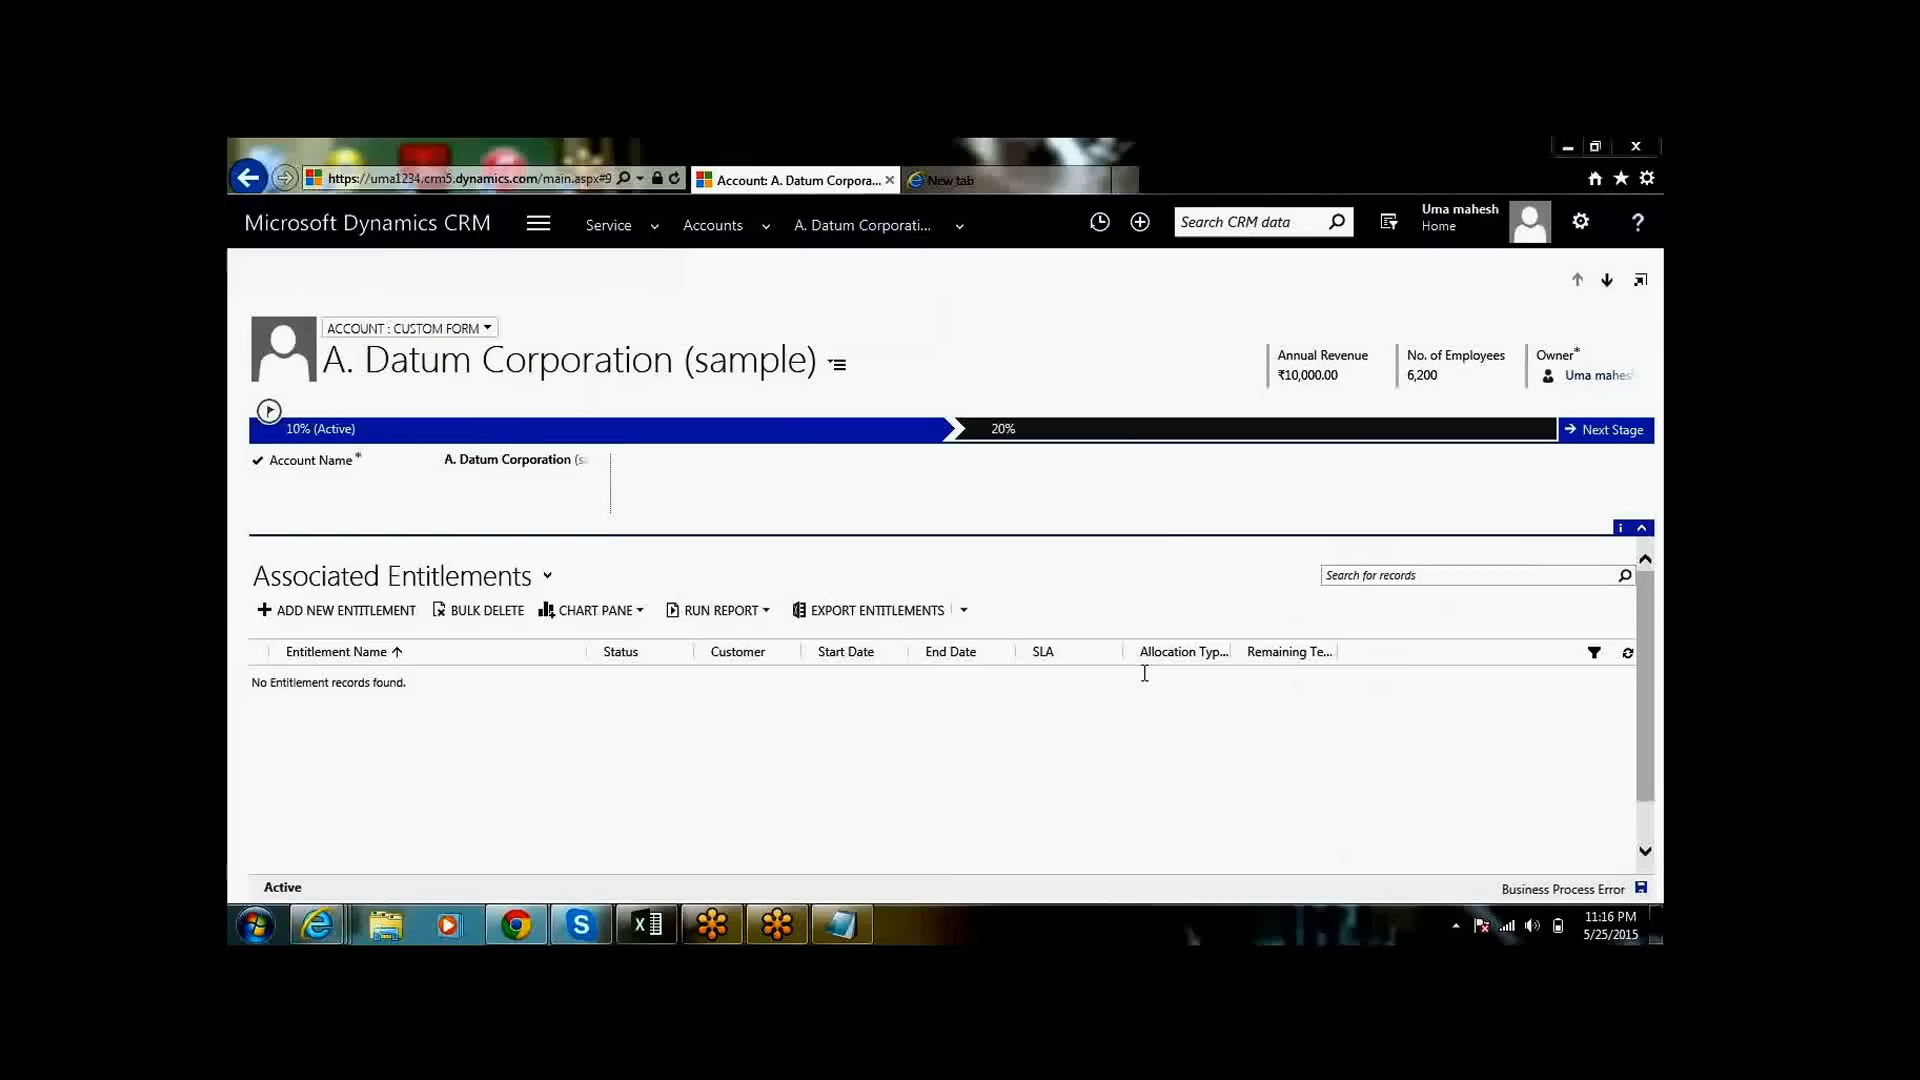 https://uma1234.crm5.dynamics.com/main.aspx#9
Account: A. Datum Corpora...
New tab
Microsoft Dynamics CRM
Service
Accounts
A. Datum Corporati...
Search CRM data
Uma mahesh
Home
ACCOUNT : CUSTOM FORM
A. Datum Corporation (sample)
Annual Revenue
₹10,000.00
No. of Employees
6,200
Owner*
Uma mahes
10% (Active)
20%
Next Stage
Account Name*
A. Datum Corporation (s
Associated Entitlements
Search for records
ADD NEW ENTITLEMENT
BULK DELETE
CHART PANE
RUN REPORT
EXPORT ENTITLEMENTS
Entitlement Name
Status
Customer
Start Date
End Date
SLA
Allocation Typ...
Remaining Te...
No Entitlement records found.
Active
Business Process Error
11:16 PM
5/25/2015